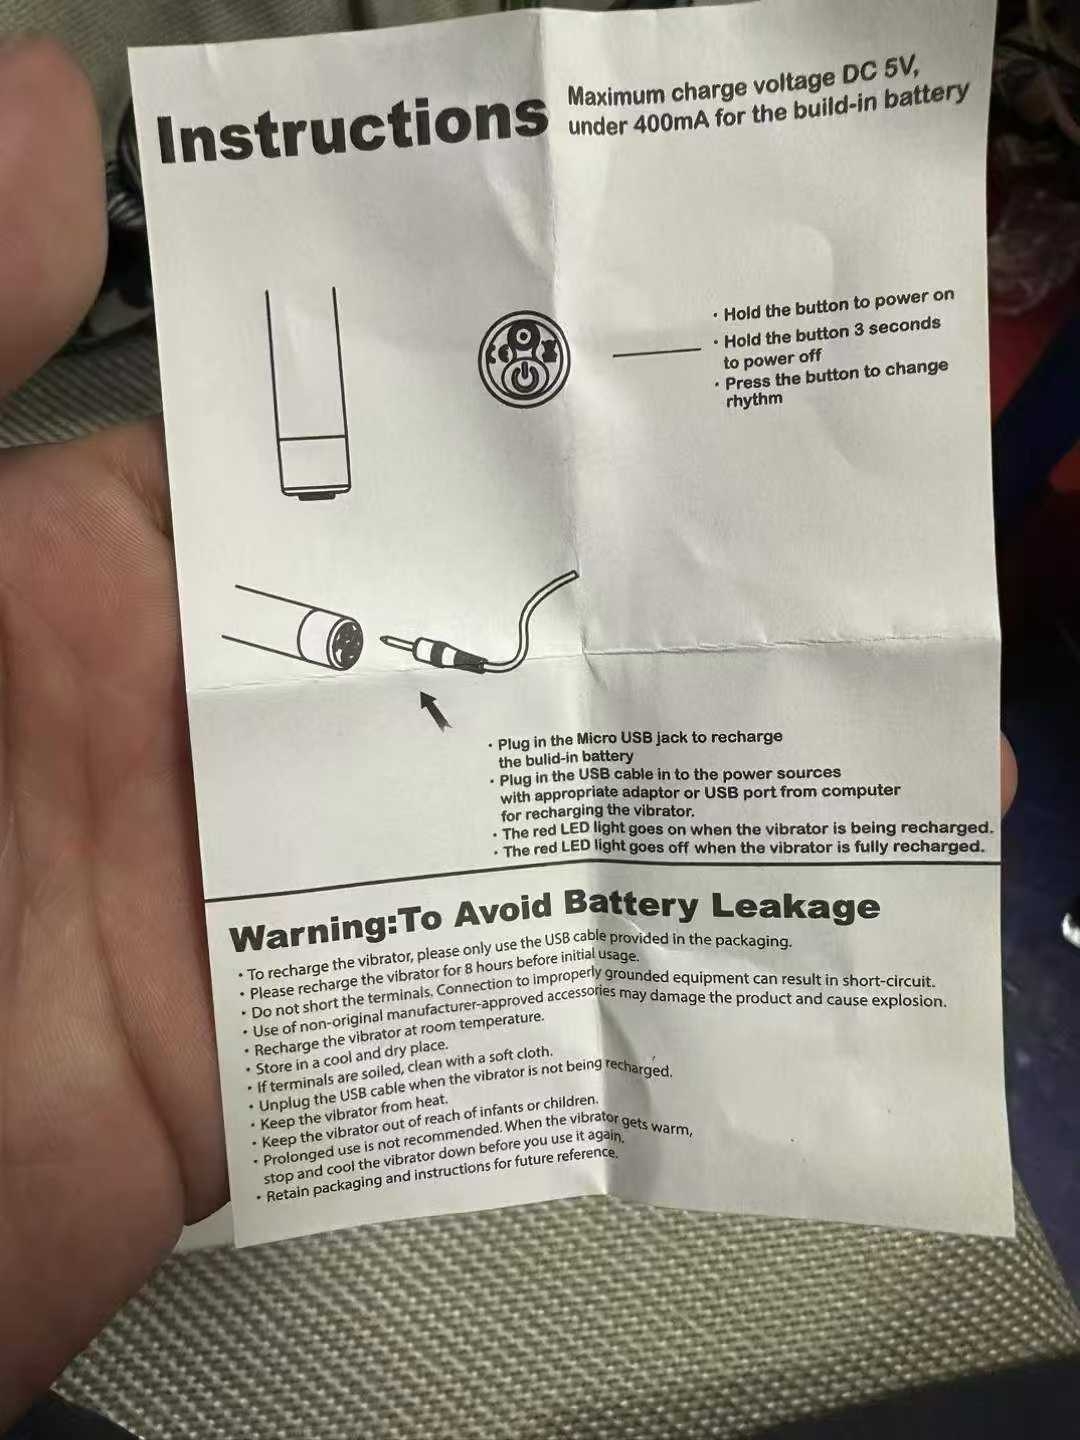 Instructions
Maximum charge voltage DC 5V,
under 400mA for the build-in battery
· Hold the button to power on
· Hold the button 3 seconds
to power off
· Press the button to change
rhythm
· Plug in the Micro USB jack to recharge
the bulid-in battery
· Plug in the USB cable in to the power sources
with appropriate adaptor or USB port from computer
for recharging the vibrator.
· The red LED light goes on when the vibrator is being recharged.
· The red LED light goes off when the vibrator is fully recharged.
Warning:To Avoid Battery Leakage
· To recharge the vibrator, please only use the USB cable provided in the packaging.
· Please recharge the vibrator for 8 hours before initial usage.
· Do not short the terminals. Connection to improperly grounded equipment can result in short-circuit.
· Use of non-original manufacturer-approved accessories may damage the product and cause explosion.
· Recharge the vibrator at room temperature.
· Store in a cool and dry place.
· If terminals are soiled, clean with a soft cloth.
· Unplug the USB cable when the vibrator is not being recharged.
· Keep the vibrator from heat.
· Keep the vibrator out of reach of infants or children.
· Prolonged use is not recommended. When the vibrator gets warm,
stop and cool the vibrator down before you use it again.
· Retain packaging and instructions for future reference.